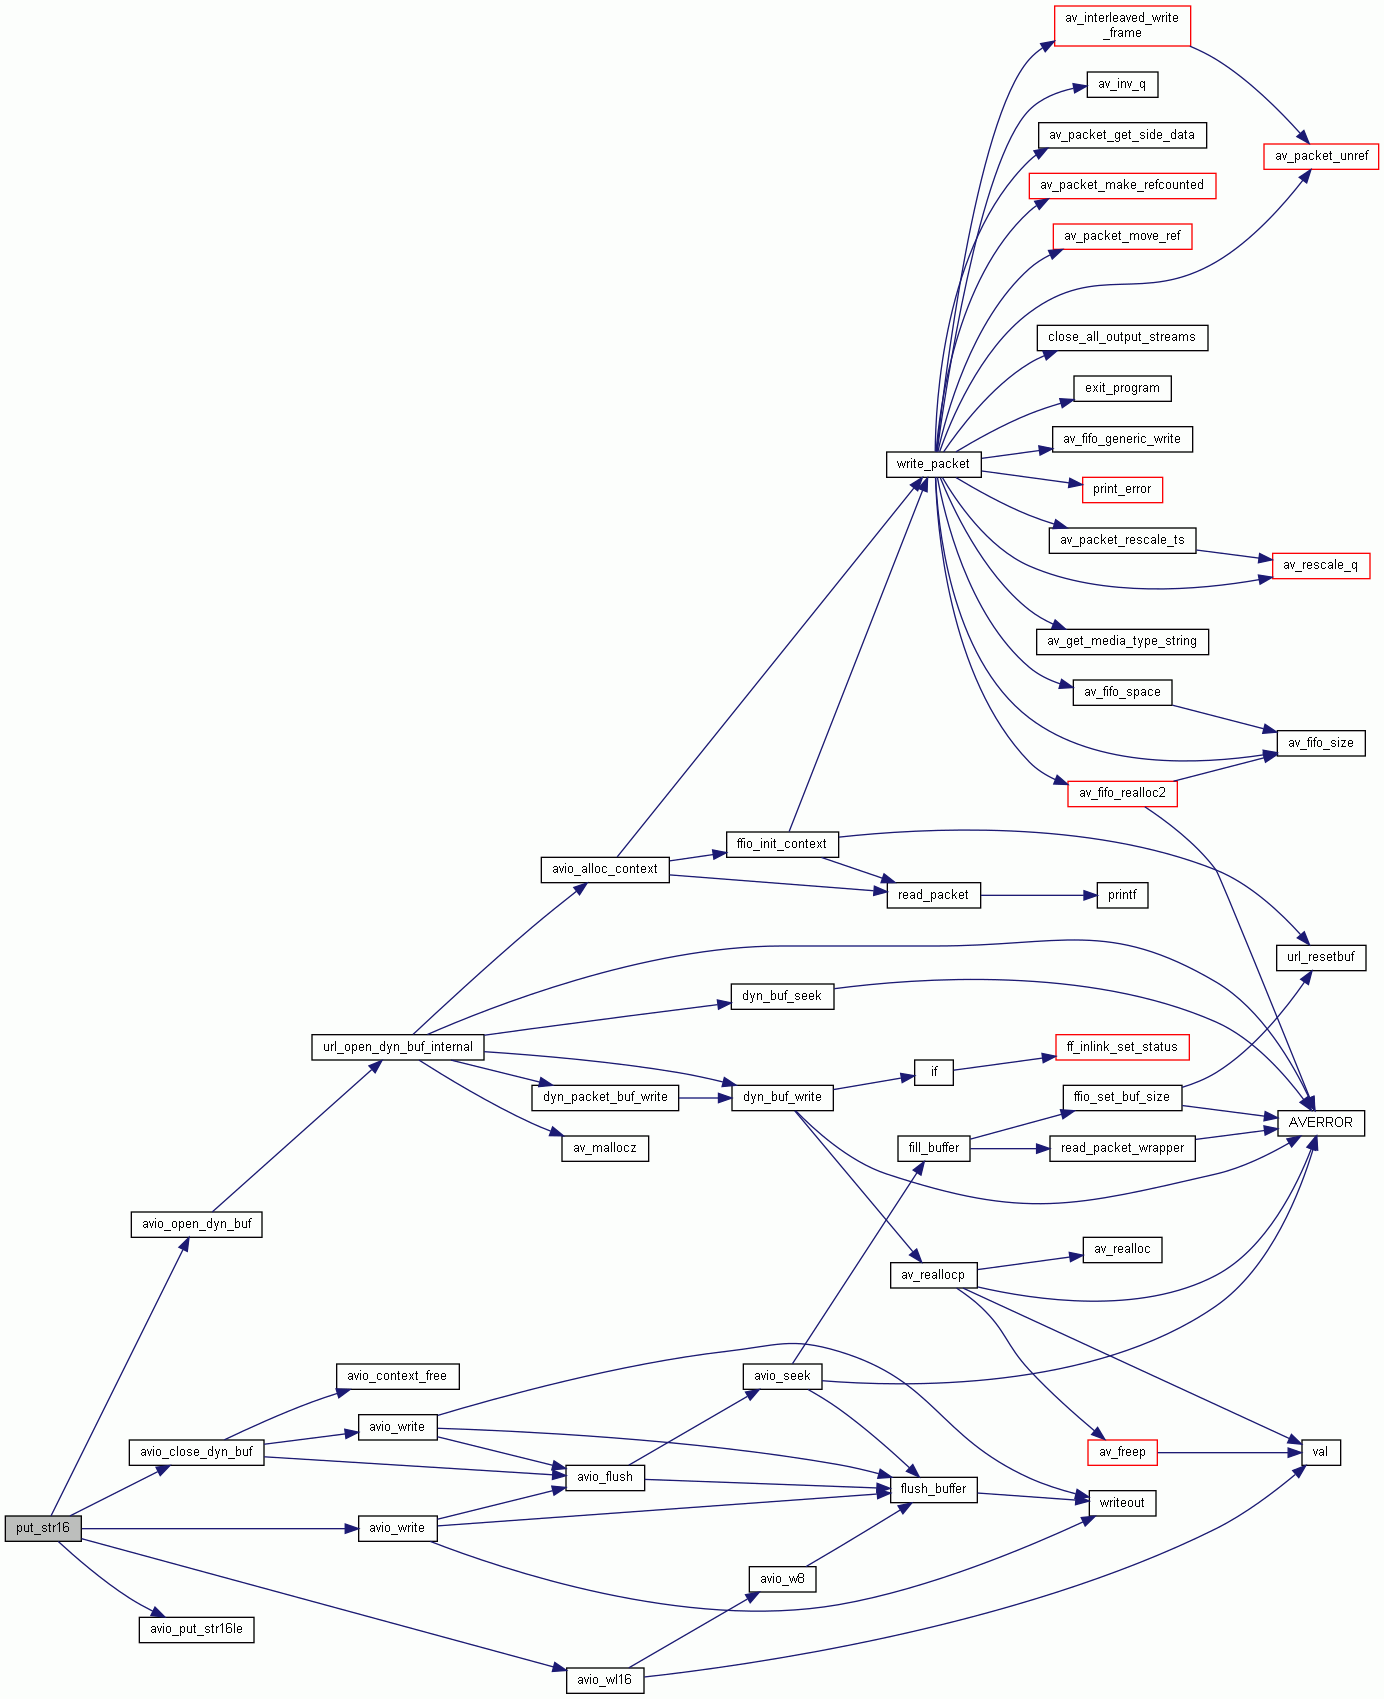 av_interleaved_write
_frame
av_inv_q
av_packet_get_side_data
av_packet_unref
av_packet_make_refcounted
av_packet_move_ref
close_all_output_streams
exit_program
av_fifo_generic_write
write_packet
print_error
av_packet_rescale_ts
av_rescale_q
av_get_media_type_string
av_fifo_space
av_fifo_size
av_fifo_realloc2
ffio_init_context
avio_alloc_context
read_packet
printf
url_resetbuf
dyn_buf_seek
url_open_dyn_buf_internal
ff_inlink_set_status
if
dyn_packet_buf_write
dyn_buf_write
ffio_set_buf_size
AVERROR
av_mallocz
fill_buffer
read_packet_wrapper
avio_open_dyn_buf
av_realloc
av_reallocp
avio_context_free
avio_seek
avio_write
avio_close_dyn_buf
av_freep
val
avio_flush
flush_buffer
writeout
put_str16
avio_write
avio_w8
avio_put_str16le
avio_wl16